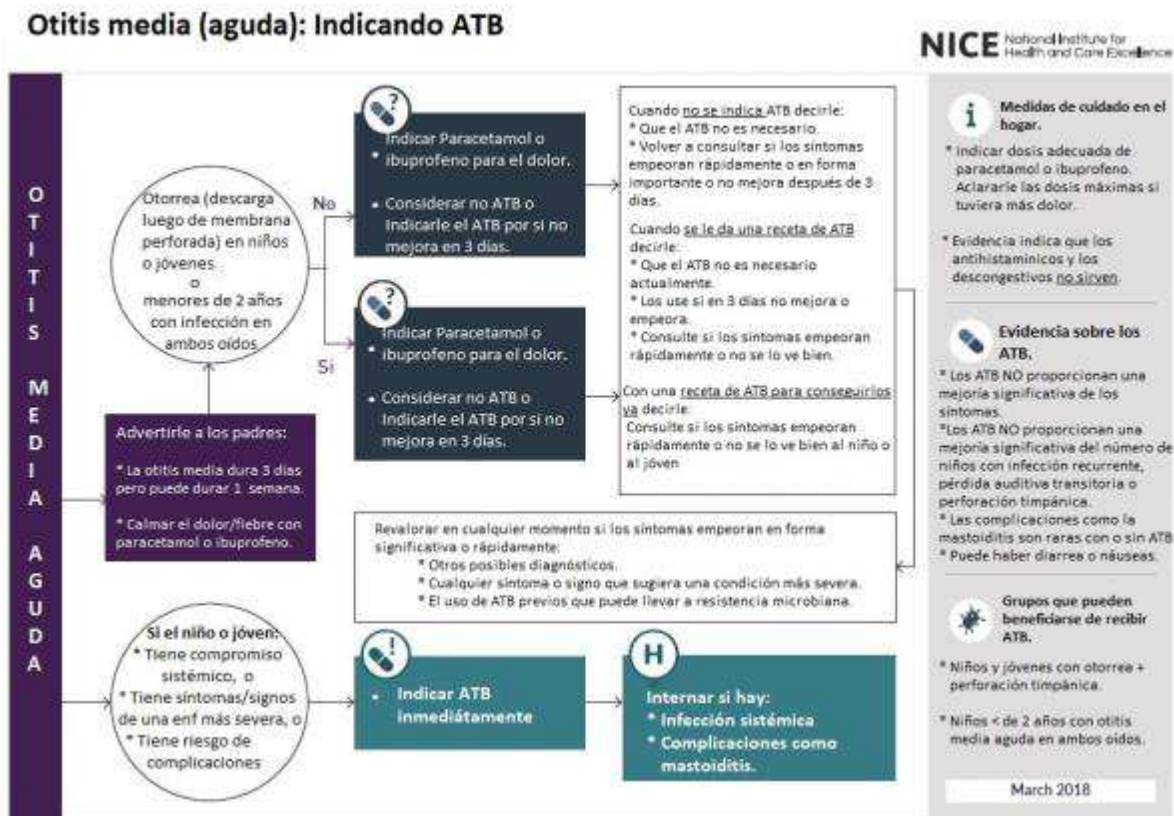 Otitis media (aguda): Indicando ATB
NICE National Institute for
Health and Care Excellence
OTITIS MEDIA AGUDA
Otorrea (descarga
luego de membrana
perforada) en niños
o jóvenes
o
menores de 2 años
con infección en
ambos oídos
No
Si
Advertirle a los padres:
* La otitis media dura 3 días
pero puede durar 1 semana.
* Calmar el dolor/fiebre con
paracetamol o ibuprofeno.
?
Indicar Paracetamol o
* ibuprofeno para el dolor.
• Considerar no ATB o
Indicarle el ATB por si no
mejora en 3 días.
?
Indicar Paracetamol o
* ibuprofeno para el dolor.
• Considerar no ATB o
Indicarle el ATB por si no
mejora en 3 días.
Cuando no se indica ATB decirle:
* Que el ATB no es necesario.
* Volver a consultar si los síntomas
empeoran rápidamente o en forma
importante o no mejora después de 3
días.
Cuando se le da una receta de ATB
decirle:
* Que el ATB no es necesario
actualmente.
* Los use si en 3 días no mejora o
empeora.
* Consulte si los síntomas empeoran
rápidamente o no se lo ve bien.
Con una receta de ATB para conseguirlos
ya decirle:
Consulte si los síntomas empeoran
rápidamente o no se lo ve bien al niño o
al jóven
Revalorar en cualquier momento si los síntomas empeoran en forma
significativa o rápidamente:
* Otros posibles diagnósticos.
* Cualquier síntoma o signo que sugiera una condición más severa.
* El uso de ATB previos que puede llevar a resistencia microbiana.
Si el niño o jóven:
* Tiene compromiso
sistémico, o
* Tiene síntomas/signos
de una enf más severa, o
* Tiene riesgo de
complicaciones
!
• Indicar ATB
Inmediátamente
H
Internar si hay:
* Infección sistémica
* Complicaciones como
mastoiditis.
i
Medidas de cuidado en el
hogar.
* Indicar dosis adecuada de
paracetamol o ibuprofeno.
Aclararle las dosis máximas si
tuviera más dolor.
* Evidencia indica que los
antihistamínicos y los
descongestivos no sirven.
Evidencia sobre los
ATB.
* Los ATB NO proporcionan una
mejoría significativa de los
síntomas.
*Los ATB NO proporcionan una
mejoría significativa del número de
niños con infección recurrente,
pérdida auditiva transitoria o
perforación timpánica.
* Las complicaciones como la
mastoiditis son raras con o sin ATB
* Puede haber diarrea o náuseas.
Grupos que pueden
beneficiarse de recibir
ATB.
* Niños y jóvenes con otorrea +
perforación timpánica.
* Niños < de 2 años con otitis
media aguda en ambos oídos.
March 2018